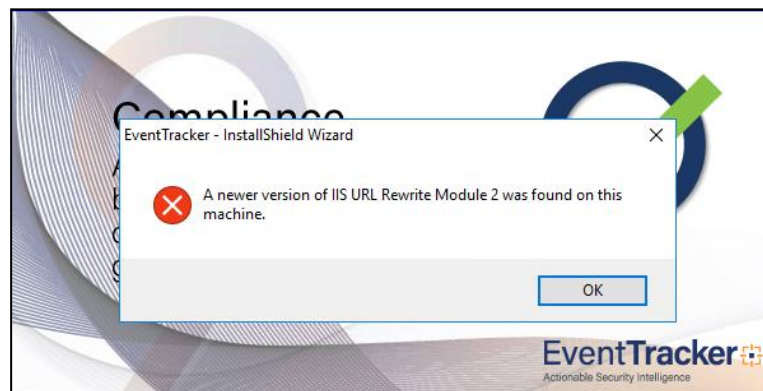 Compliance
EventTracker - InstallShield Wizard
A newer version of IIS URL Rewrite Module 2 was found on this
machine.
OK
EventTracker
Actionable Security Intelligence